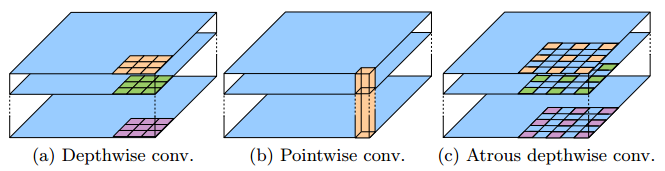 (a) Depthwise conv. (b) Pointwise conv. (c) Atrous depthwise conv.